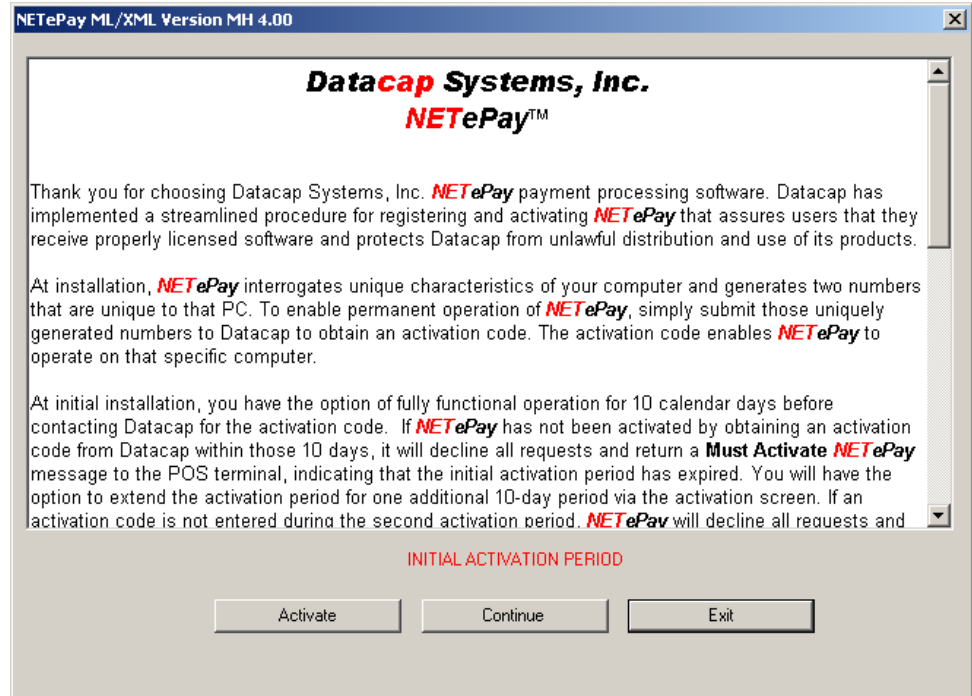 NETePay ML/XML Version MH 4.00
Datacap Systems, Inc.
NETePay™
Thank you for choosing Datacap Systems, Inc. NETePay payment processing software. Datacap has
implemented a streamlined procedure for registering and activating NETePay that assures users that they
receive properly licensed software and protects Datacap from unlawful distribution and use of its products.
At installation, NETePay interrogates unique characteristics of your computer and generates two numbers
that are unique to that PC. To enable permanent operation of NETePay, simply submit those uniquely
generated numbers to Datacap to obtain an activation code. The activation code enables NETePay to
operate on that specific computer.
At initial installation, you have the option of fully functional operation for 10 calendar days before
contacting Datacap for the activation code.  If NETePay has not been activated by obtaining an activation
code from Datacap within those 10 days, it will decline all requests and return a Must Activate NETePay
message to the POS terminal, indicating that the initial activation period has expired. You will have the
option to extend the activation period for one additional 10-day period via the activation screen. If an
activation code is not entered during the second activation period, NETePay will decline all requests and
INITIAL ACTIVATION PERIOD
Activate
Continue
Exit